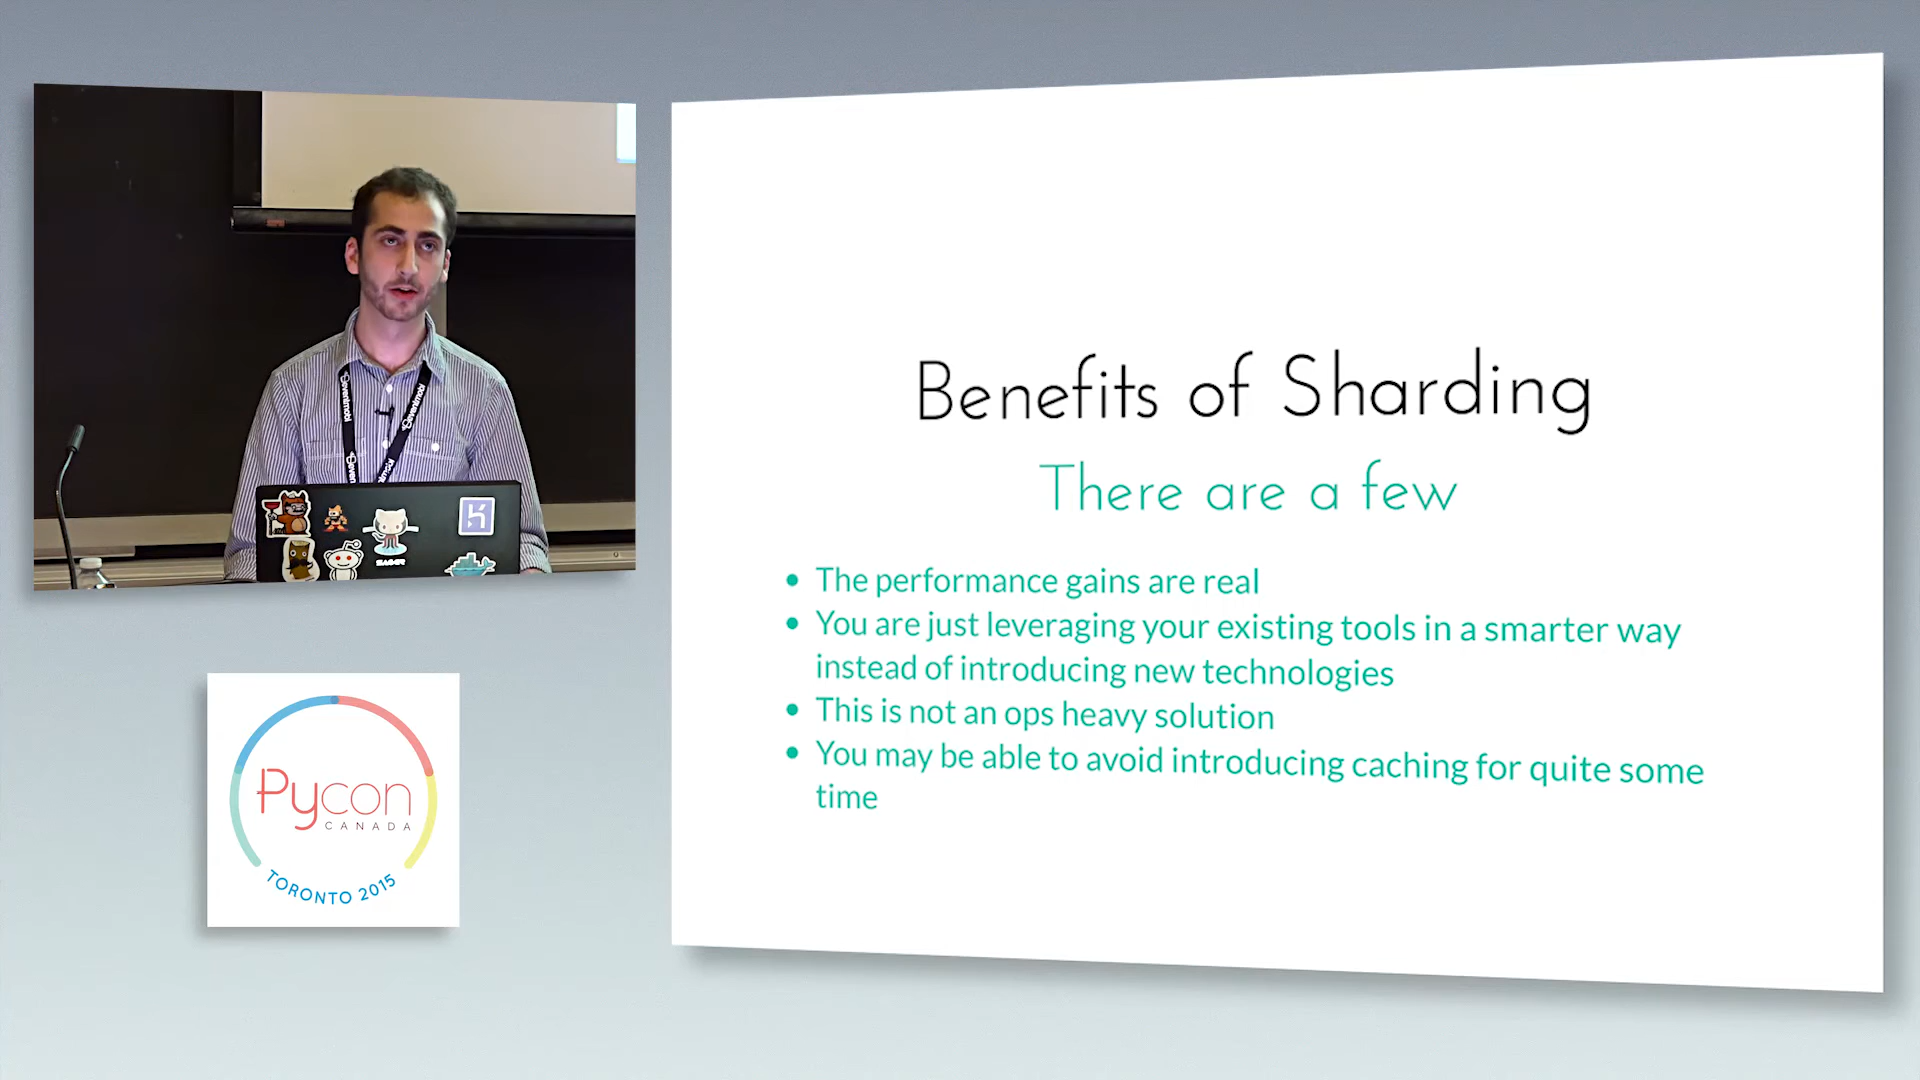 Benefits of Sharding
There are a few
• The performance gains are real
• You are just leveraging your existing tools in a smarter way
instead of introducing new technologies
• This is not an ops heavy solution
• You may be able to avoid introducing caching for quite some
time
Pycon
CANADA
TORONTO 2015